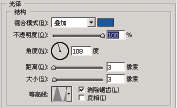 光泽
结构
混合模式(B): 叠加
不透明度(O): 100 %
角度(N): 108 度
距离(D): 3 像素
大小(S): 3 像素
等高线: 消除锯齿(L)
反相(I)